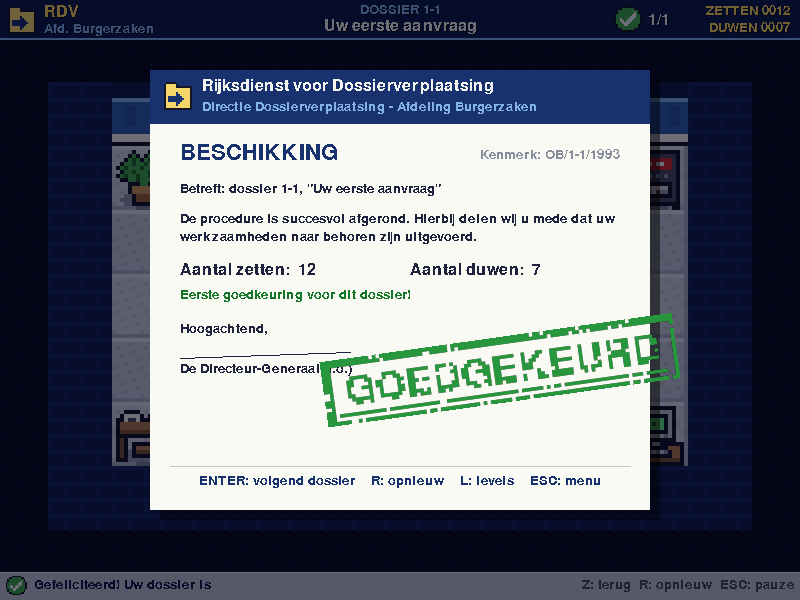 RDV
Afd. Burgerzaken
DOSSIER 1-1
Uw eerste aanvraag
1/1
ZETTEN 0012
DUWEN 0007
Rijksdienst voor Dossierverplaatsing
Directie Dossierverplaatsing - Afdeling Burgerzaken
BESCHIKKING
Kenmerk: OB/1-1/1993
Betreft: dossier 1-1, "Uw eerste aanvraag"
De procedure is succesvol afgerond. Hierbij delen wij u mede dat uw
werkzaamheden naar behoren zijn uitgevoerd.
Aantal zetten: 12
Aantal duwen: 7
Eerste goedkeuring voor dit dossier!
Hoogachtend,
De Directeur-Generaal .o.)
GOEDGEKEURD
ENTER: volgend dossier R: opnieuw L: levels ESC: menu
Gefeliciteerd! Uw dossier is
Z: terug R: opnieuw ESC: pauze